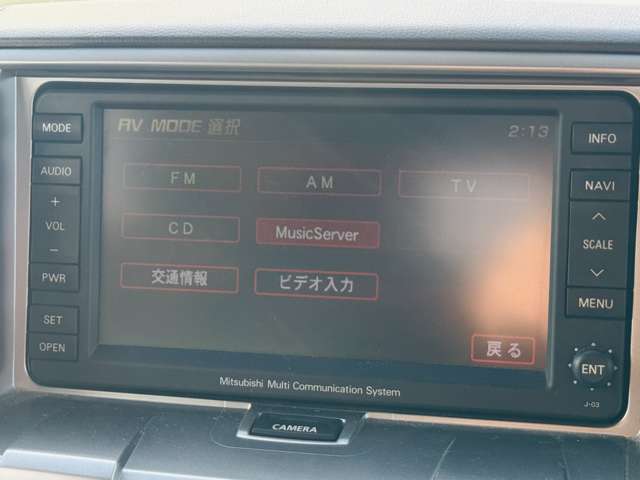 AV MODE 選択
2:13
FM
AM
TV
CD
MusicServer
交通情報
ビデオ入力
戻る
MODE
AUDIO
+
VOL
−
PWR
SET
OPEN
INFO
NAVI
SCALE
MENU
ENT
J-03
Mitsubishi Multi Communication System
CAMERA